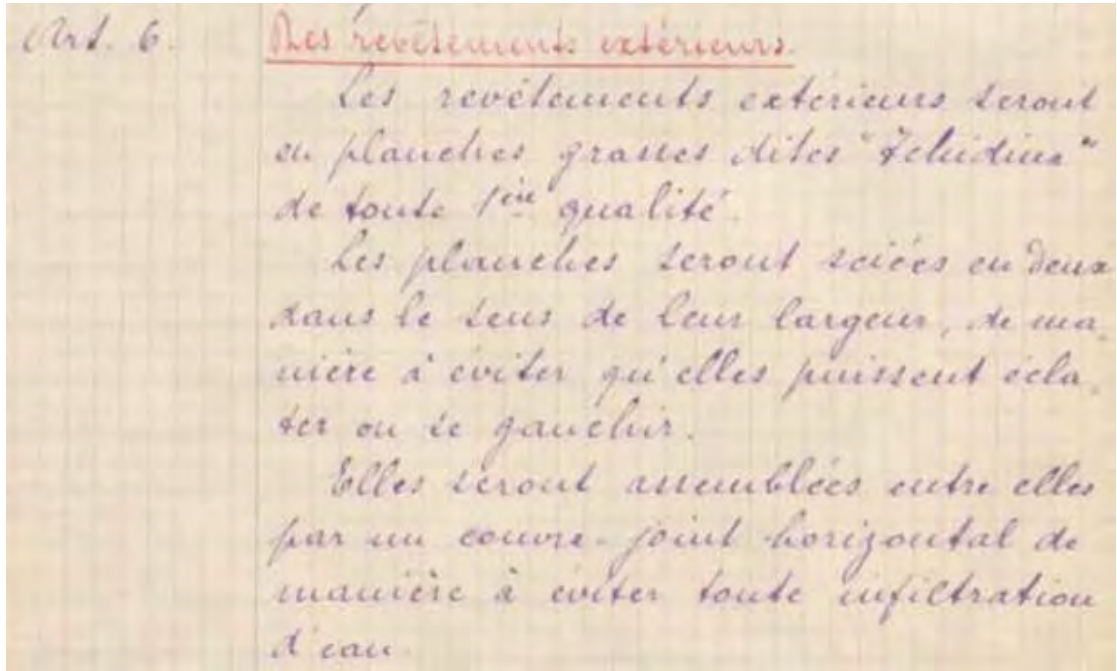 Art. 6. Des revêtements extérieurs.
Les revêtements extérieurs seront
en planches grasses dites "
de toute 1ère qualité.
Les planches seront sciées en deux
dans le sens de leur largeur, de ma-
nière à éviter qu'elles puissent écla-
ter ou se gauchir.
Elles seront assemblées entre elles
par un couvre-joint horizontal de
manière à éviter toute infiltration
d'eau.